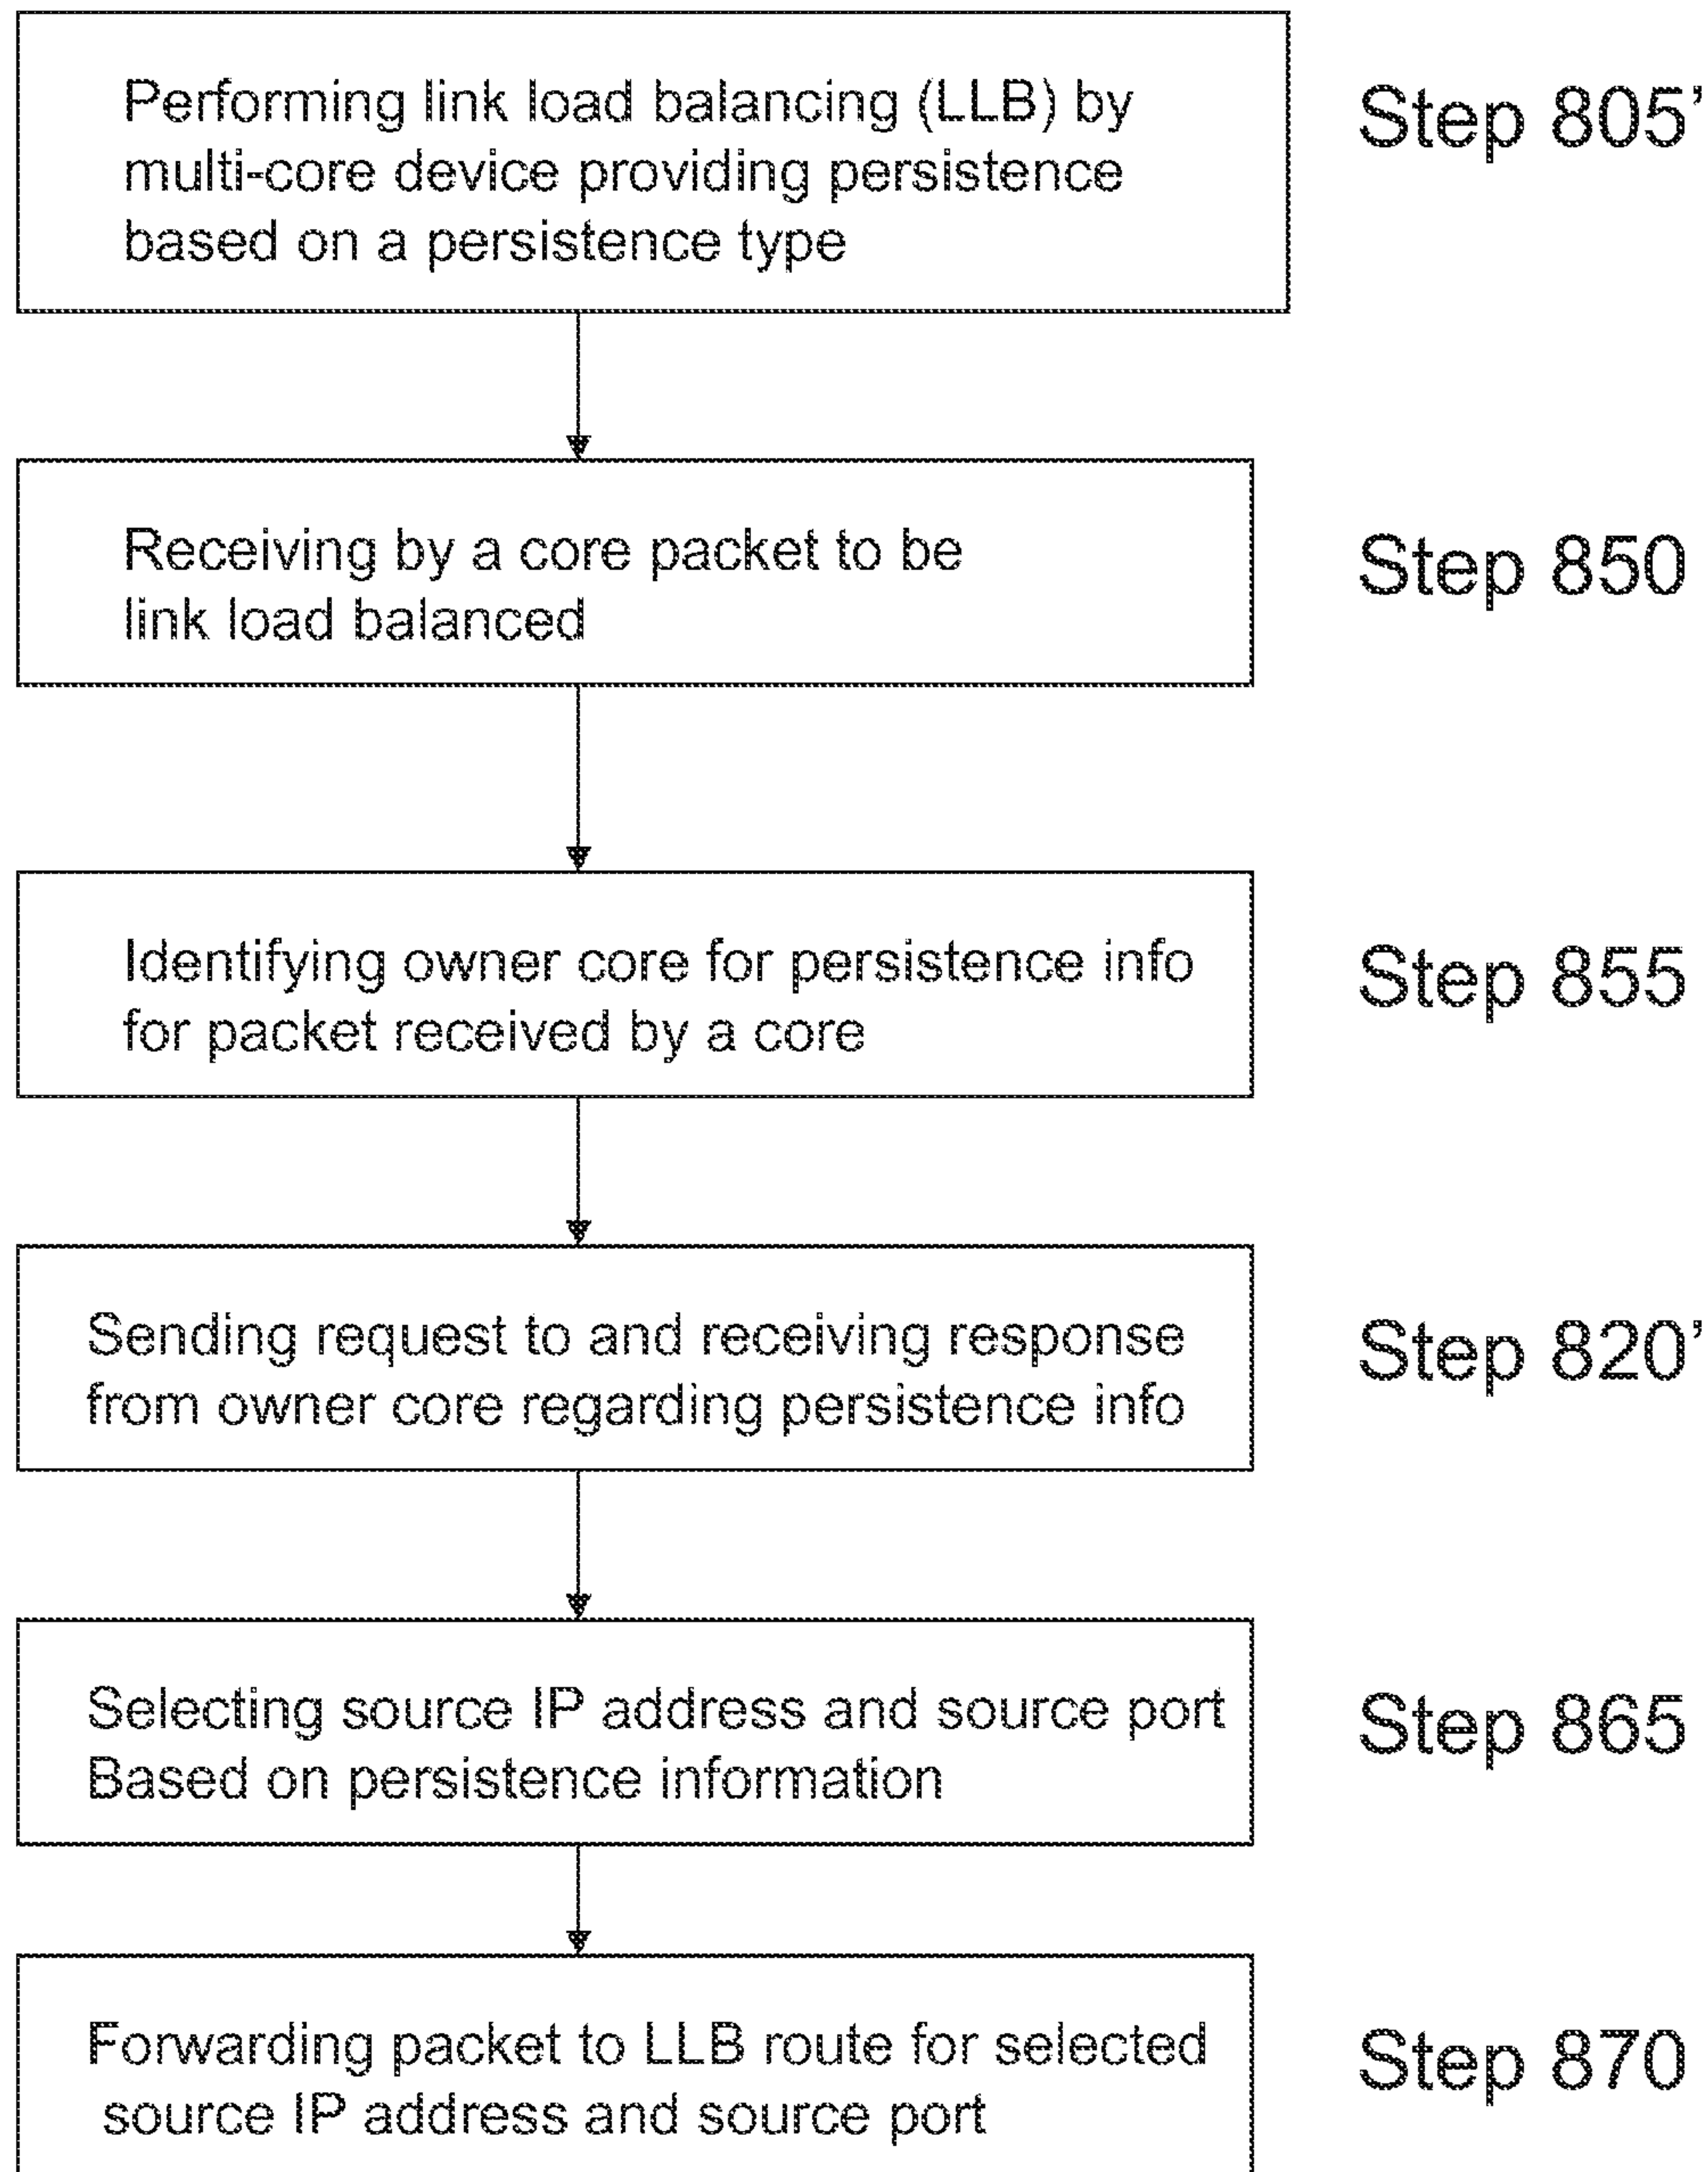 Performing link load balancing (LLB) by
multi-core device providing persistence
based on a persistence type
Step 805’
Receiving by a core packet to be
link load balanced
Step 850
Identifying owner core for persistence info
for packet received by a core
Step 855
Sending request to and receiving response
from owner core regarding persistence info
Step 820’
Selecting source IP address and source port
Based on persistence information
Step 865
Forwarding packet to LLB route for selected
source IP address and source port
Step 870